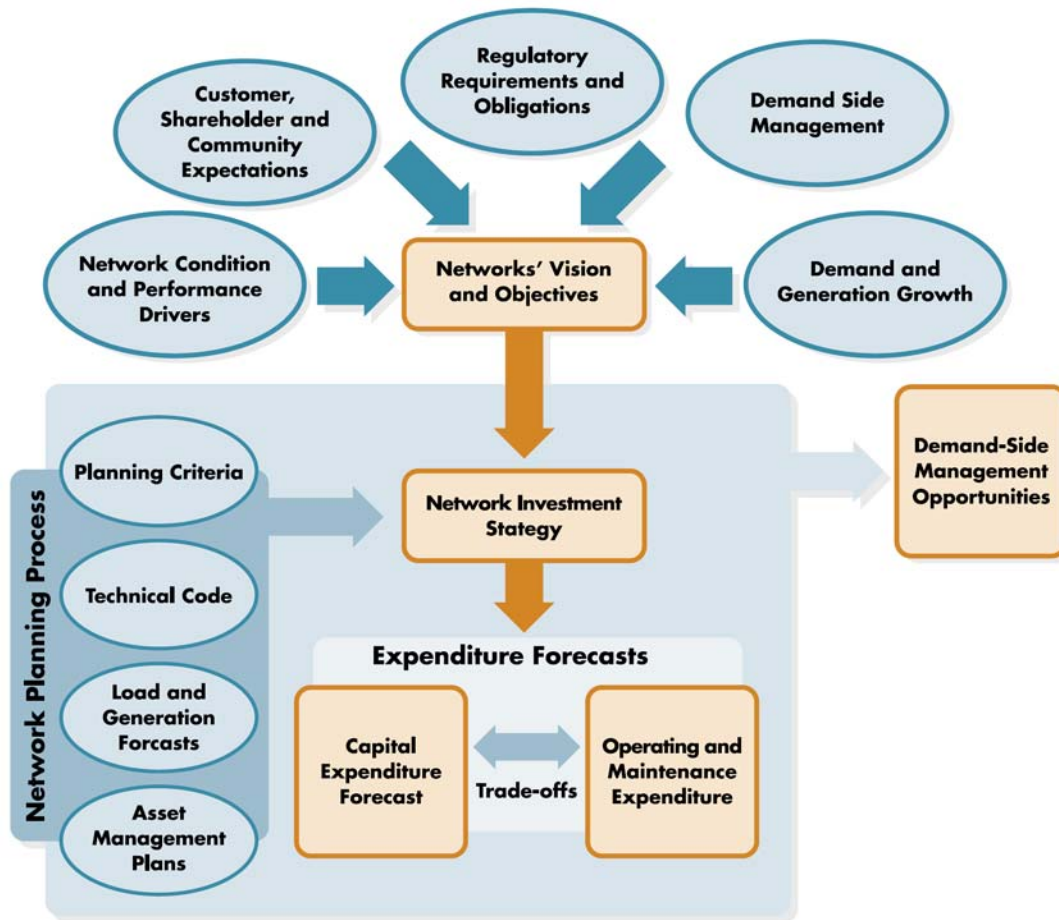 Regulatory
Requirements and
Obligations
Customer,
Shareholder and
Community
Expectations
Demand Side
Management
Network Condition
and Performance
Drivers
Networks’ Vision
and Objectives
Demand and
Generation Growth
Network Planning Process
Planning Criteria
Technical Code
Load and
Generation
Forcasts
Asset
Management
Plans
Network Investment
Stategy
Demand-Side
Management
Opportunities
Expenditure Forecasts
Capital
Expenditure
Forecast
Trade-offs
Operating and
Maintenance
Expenditure